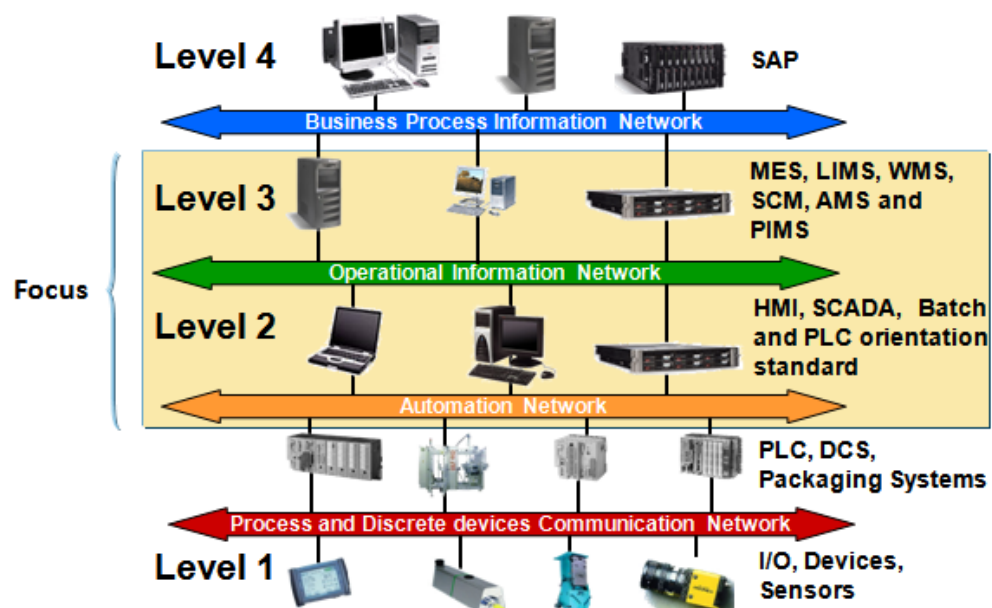 Level 4
SAP
Business Process Information Network
Level 3
MES, LIMS, WMS,
SCM, AMS and
PIMS
Operational Information Network
Focus
Level 2
HMI, SCADA, Batch
and PLC orientation
standard
Automation Network
PLC, DCS,
Packaging Systems
Process and Discrete devices Communication Network
Level 1
I/O, Devices,
Sensors